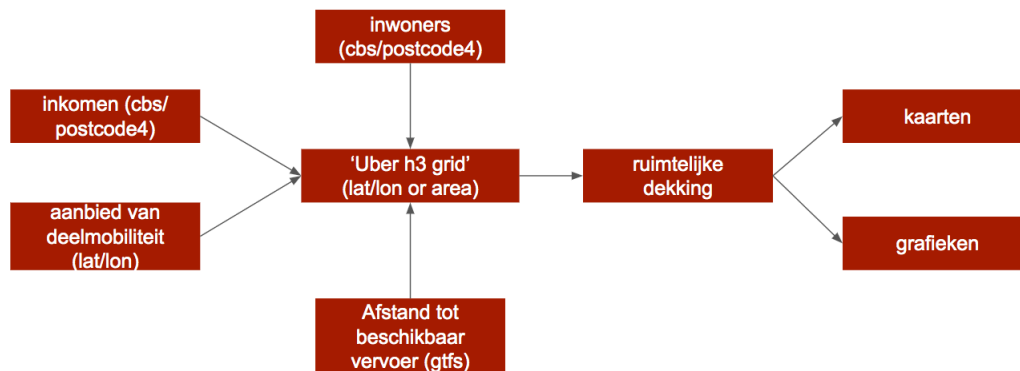 inwoners
(cbs/postcode4)
inkomen (cbs/
postcode4)
kaarten
‘Uber h3 grid’
(lat/lon or area)
ruimtelijke
dekking
aanbied van
deelmobiliteit
(lat/lon)
grafieken
Afstand tot
beschikbaar
vervoer (gtfs)